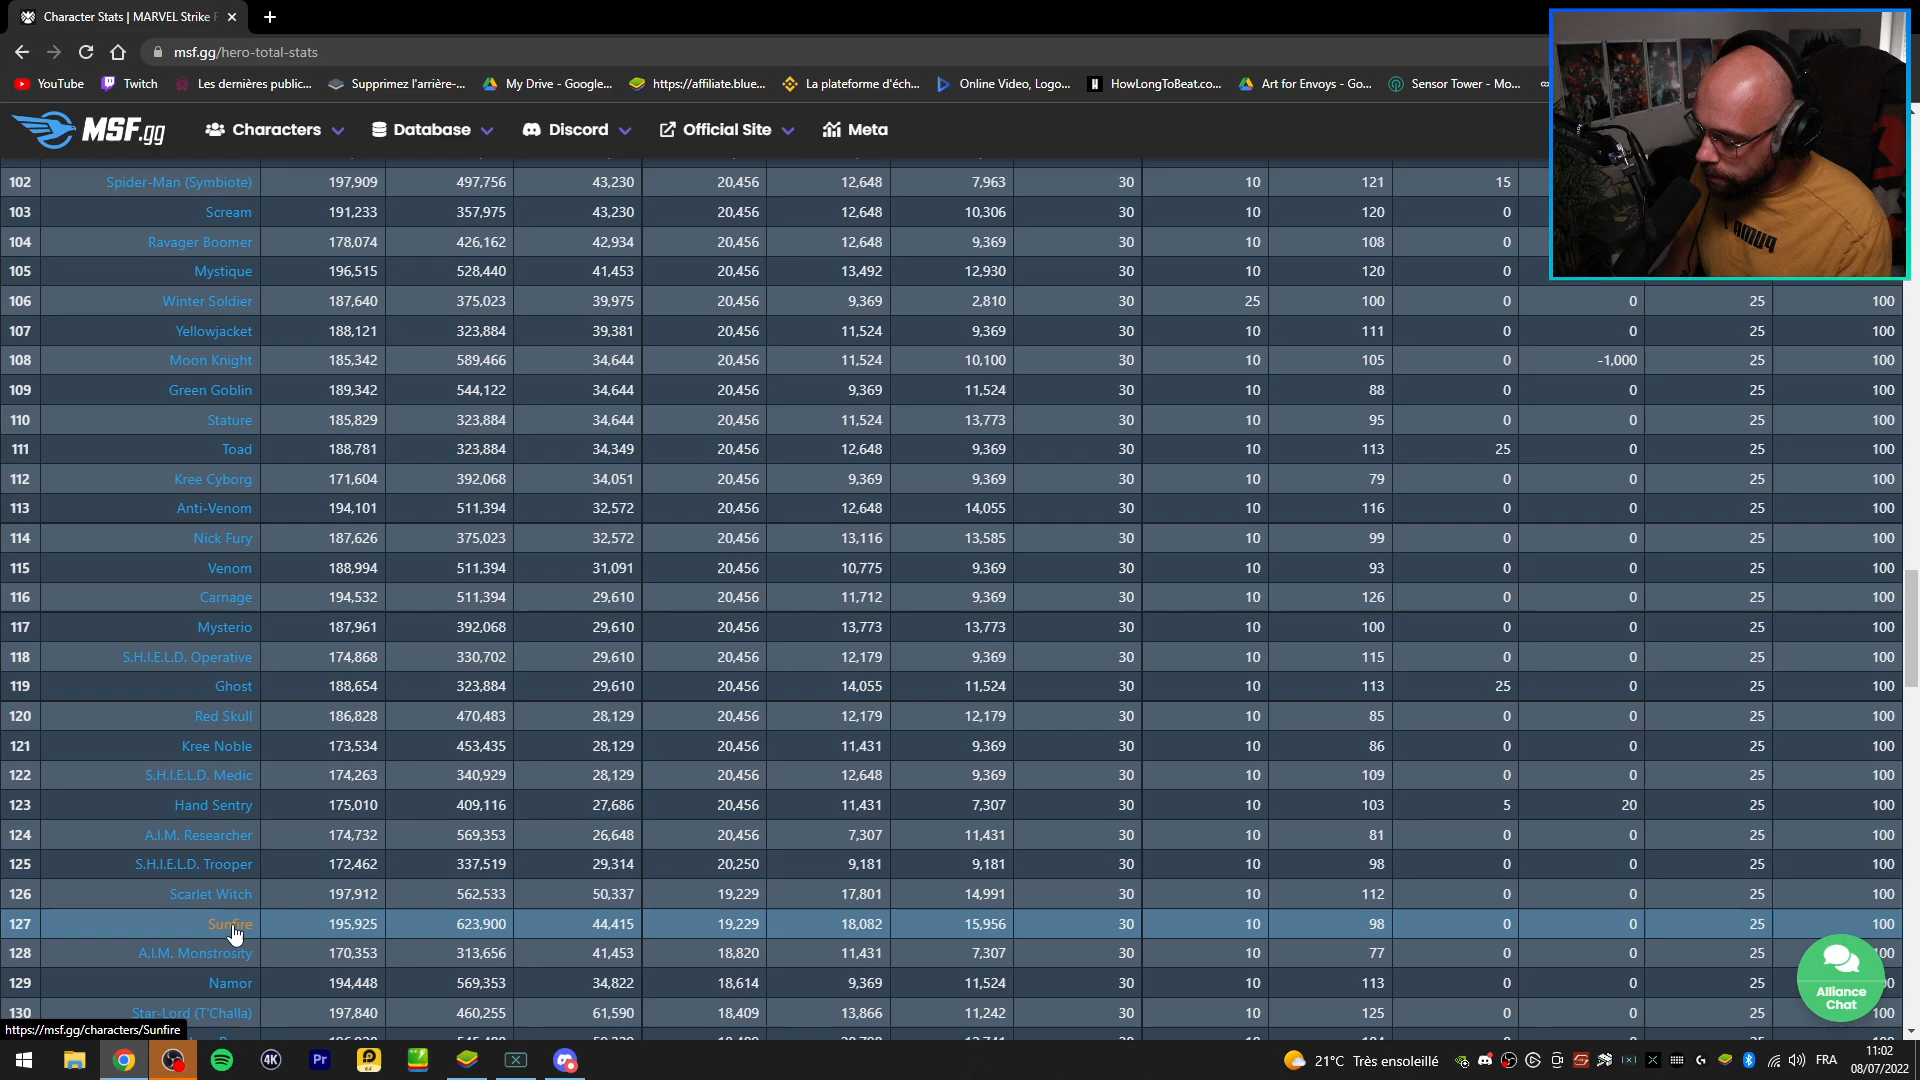 Character Stats | MARVEL Strike F
msf.gg/hero-total-stats
YouTube Twitch Les dernières public... Supprimez l'arrière-... My Drive - Google... https://affiliate.blue... La plateforme d'éch... Online Video, Logo... HowLongToBeat.co... Art for Envoys - Go... Sensor Tower - Mo...
MSF.gg Characters Database Discord Official Site Meta
102 Spider-Man (Symbiote) 197,909 497,756 43,230 20,456 12,648 7,963 30 10 121 15
103 Scream 191,233 357,975 43,230 20,456 12,648 10,306 30 10 120 0
104 Ravager Boomer 178,074 426,162 42,934 20,456 12,648 9,369 30 10 108 0
105 Mystique 196,515 528,440 41,453 20,456 13,492 12,930 30 10 120 0
106 Winter Soldier 187,640 375,023 39,975 20,456 9,369 2,810 30 25 100 0 0 25 100
107 Yellowjacket 188,121 323,884 39,381 20,456 11,524 9,369 30 10 111 0 0 25 100
108 Moon Knight 185,342 589,466 34,644 20,456 11,524 10,100 30 10 105 0 -1,000 25 100
109 Green Goblin 189,342 544,122 34,644 20,456 9,369 11,524 30 10 88 0 0 25 100
110 Stature 185,829 323,884 34,644 20,456 11,524 13,773 30 10 95 0 0 25 100
111 Toad 188,781 323,884 34,349 20,456 12,648 9,369 30 10 113 25 0 25 100
112 Kree Cyborg 171,604 392,068 34,051 20,456 9,369 9,369 30 10 79 0 0 25 100
113 Anti-Venom 194,101 511,394 32,572 20,456 12,648 14,055 30 10 116 0 0 25 100
114 Nick Fury 187,626 375,023 32,572 20,456 13,116 13,585 30 10 99 0 0 25 100
115 Venom 188,994 511,394 31,091 20,456 10,775 9,369 30 10 93 0 0 25 100
116 Carnage 194,532 511,394 29,610 20,456 11,712 9,369 30 10 126 0 0 25 100
117 Mysterio 187,961 392,068 29,610 20,456 13,773 13,773 30 10 100 0 0 25 100
118 S.H.I.E.L.D. Operative 174,868 330,702 29,610 20,456 12,179 9,369 30 10 115 0 0 25 100
119 Ghost 188,654 323,884 29,610 20,456 14,055 11,524 30 10 113 25 0 25 100
120 Red Skull 186,828 470,483 28,129 20,456 12,179 12,179 30 10 85 0 0 25 100
121 Kree Noble 173,534 453,435 28,129 20,456 11,431 9,369 30 10 86 0 0 25 100
122 S.H.I.E.L.D. Medic 174,263 340,929 28,129 20,456 12,648 9,369 30 10 109 0 0 25 100
123 Hand Sentry 175,010 409,116 27,686 20,456 11,431 7,307 30 10 103 5 20 25 100
124 A.I.M. Researcher 174,732 569,353 26,648 20,456 7,307 11,431 30 10 81 0 0 25 100
125 S.H.I.E.L.D. Trooper 172,462 337,519 29,314 20,250 9,181 9,181 30 10 98 0 0 25 100
126 Scarlet Witch 197,912 562,533 50,337 19,229 17,801 14,991 30 10 112 0 0 25 100
127 Sunfire 195,925 623,900 44,415 19,229 18,082 15,956 30 10 98 0 0 25 100
128 A.I.M. Monstrosity 170,353 313,656 41,453 18,820 11,431 7,307 30 10 77 0 0 25 00
129 Namor 194,448 569,353 34,822 18,614 9,369 11,524 30 10 113 0 0 25 0
130 Star-Lord (T'Challa) 197,840 460,255 61,590 18,409 13,866 11,242 30 10 125 0 0 25 100
Alliance
Chat
https://msf.gg/characters/Sunfire
21°C Très ensoleillé FRA 11:02
08/07/2022